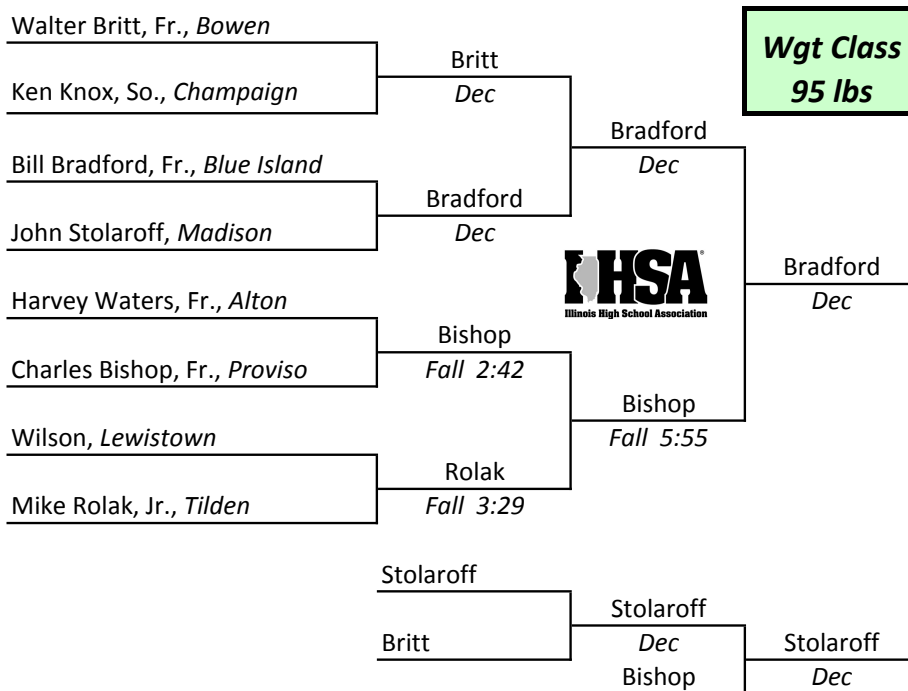 Walter Britt, Fr., Bowen
Ken Knox, So., Champaign
Bill Bradford, Fr., Blue Island
John Stolaroff, Madison
Harvey Waters, Fr., Alton
Charles Bishop, Fr., Proviso
Wilson, Lewistown
Mike Rolak, Jr., Tilden
Britt
Dec
Bradford
Dec
Bishop
Fall 2:42
Rolak
Fall 3:29
Bradford
Dec
Bishop
Fall 5:55
Bradford
Dec
Wgt Class
95 lbs
IHSA®
Illinois High School Association
Stolaroff
Britt
Stolaroff
Dec
Bishop
Stolaroff
Dec